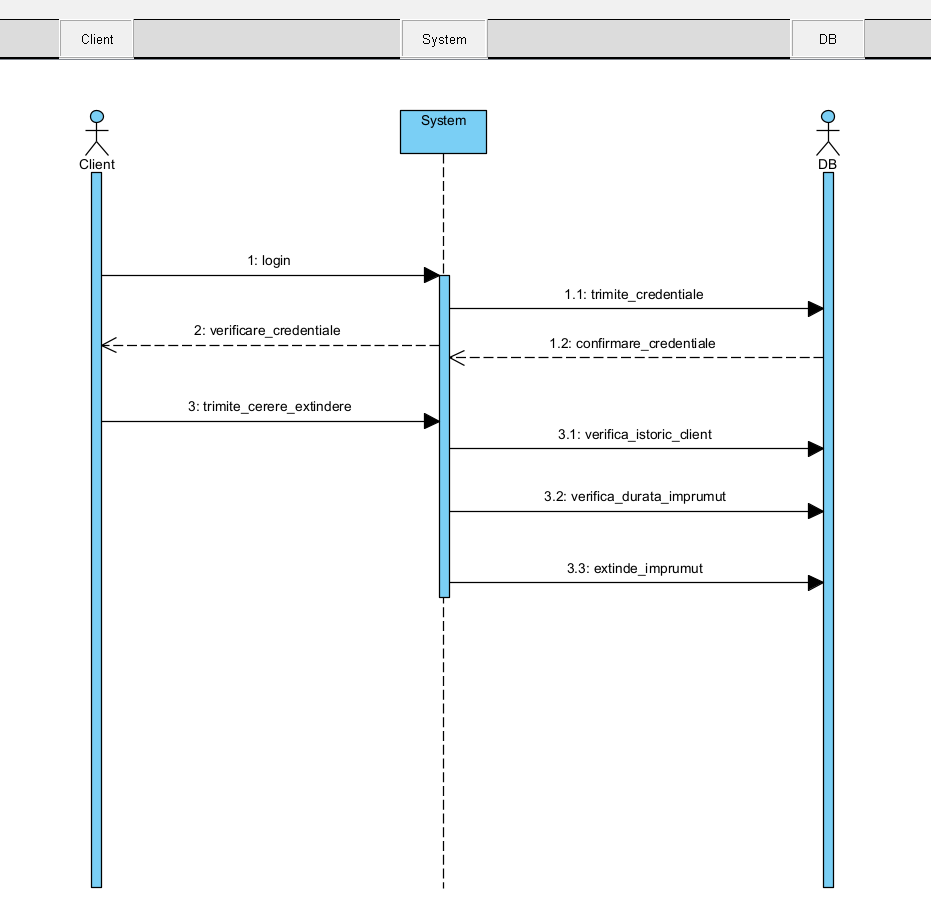 Client
System
DB
System
Client
DB
1: login
1.1: trimite_credentiale
2: verificare_credentiale
1.2: confirmare_credentiale
3: trimite_cerere_extindere
3.1: verifica_istoric_client
3.2: verifica_durata_imprumut
3.3: extinde_imprumut